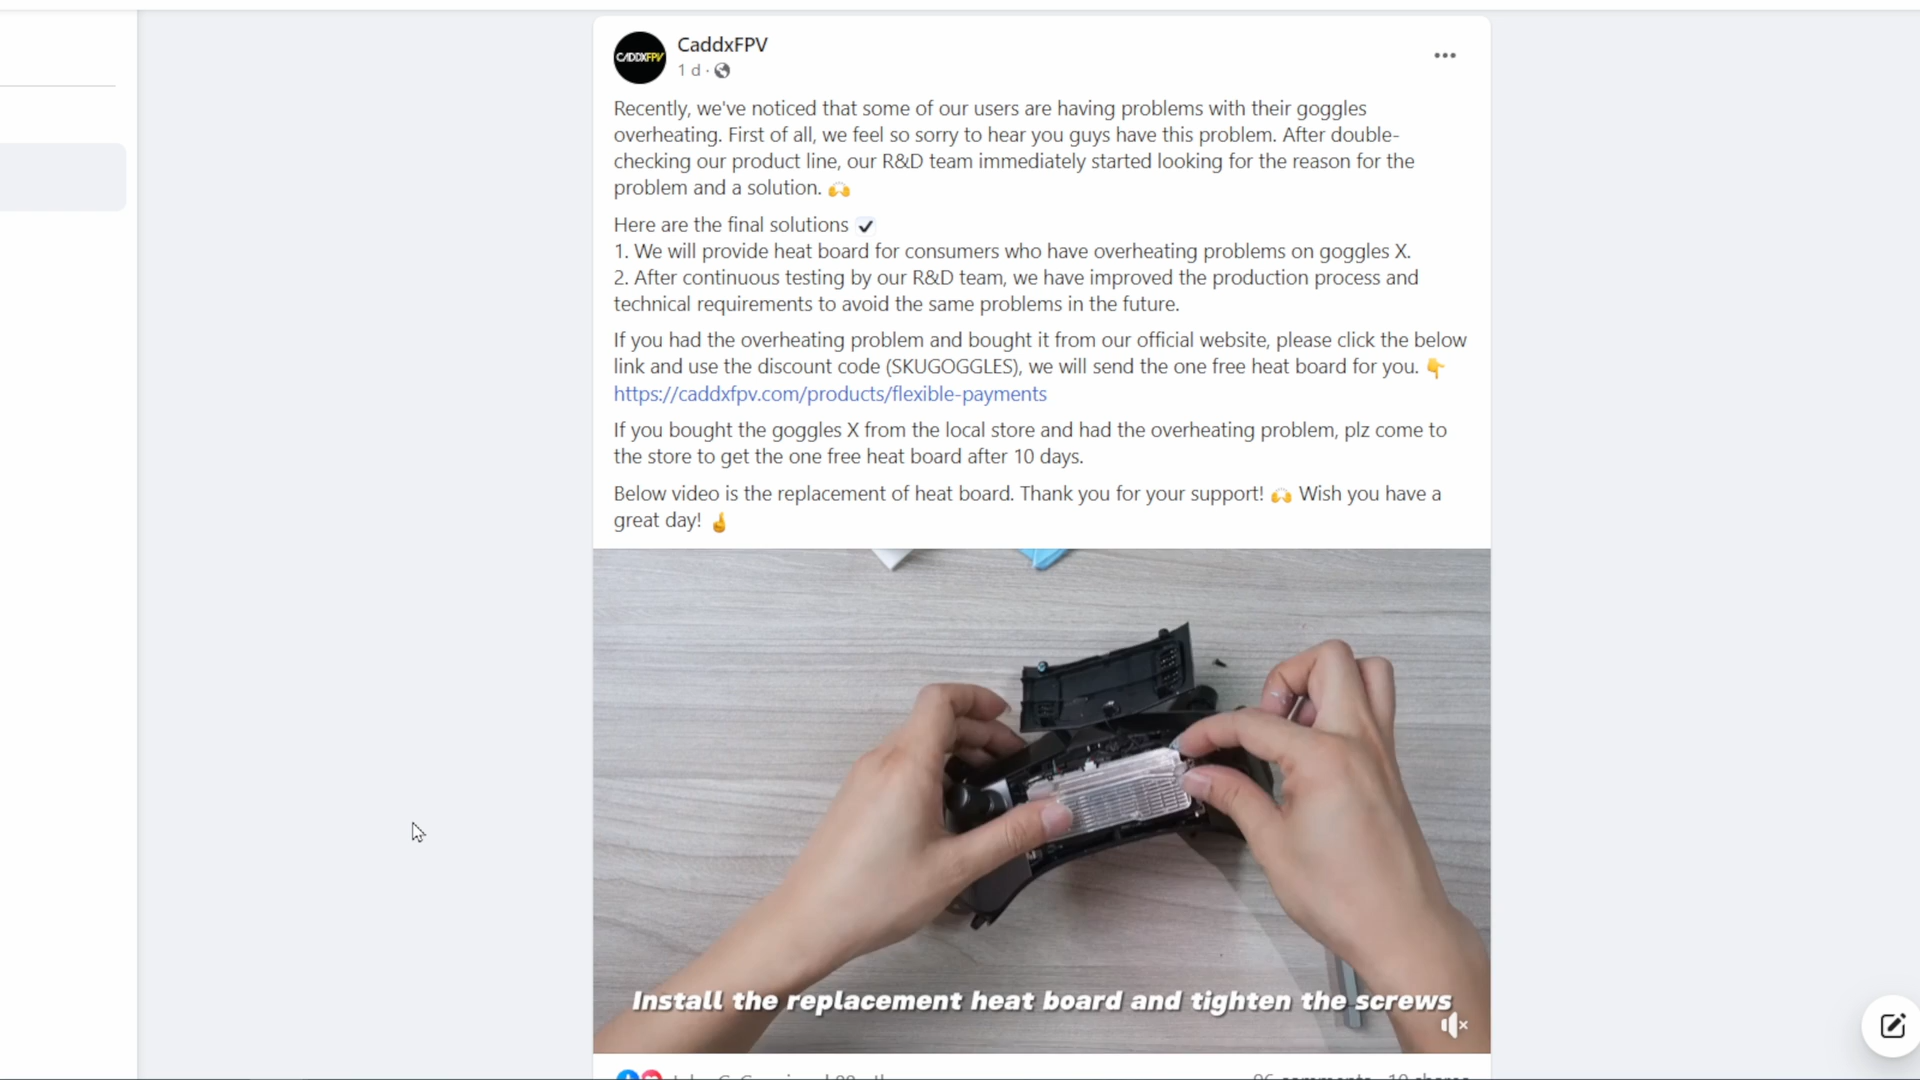 CADDXFPV
CaddxFPV
1 d ·
Recently, we've noticed that some of our users are having problems with their goggles
overheating. First of all, we feel so sorry to hear you guys have this problem. After double-
checking our product line, our R&D team immediately started looking for the reason for the
problem and a solution. 🙌
Here are the final solutions ✔
1. We will provide heat board for consumers who have overheating problems on goggles X.
2. After continuous testing by our R&D team, we have improved the production process and
technical requirements to avoid the same problems in the future.
If you had the overheating problem and bought it from our official website, please click the below
link and use the discount code (SKUGOGGLES), we will send the one free heat board for you. 👇
https://caddxfpv.com/products/flexible-payments
If you bought the goggles X from the local store and had the overheating problem, plz come to
the store to get the one free heat board after 10 days.
Below video is the replacement of heat board. Thank you for your support! 🙌 Wish you have a
great day! 🤞
Install the replacement heat board and tighten the screws